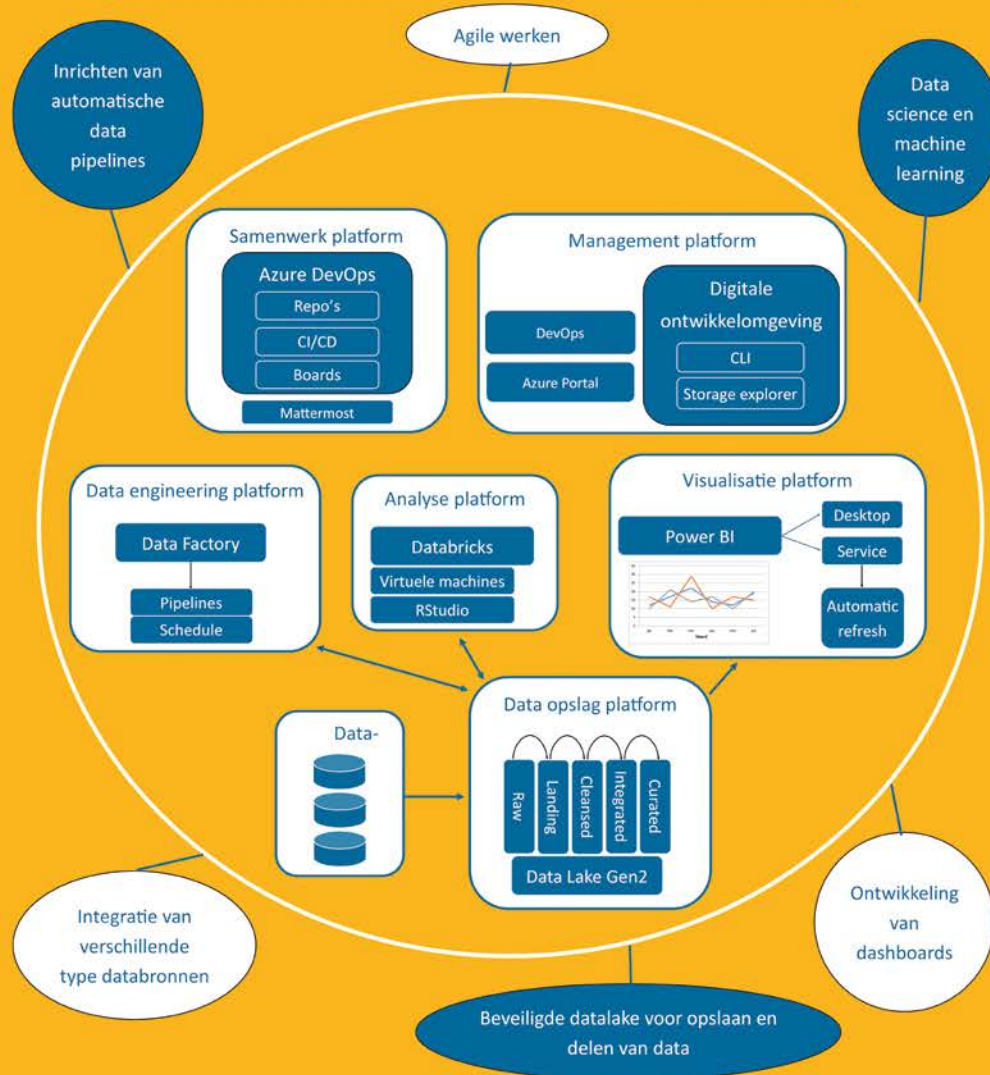 Agile werken
Inrichten van
automatische
data
pipelines
Data
science en
machine
learning
Samenwerk platform
Azure DevOps
Repo's
CI/CD
Boards
Mattermost
Management platform
DevOps
Azure Portal
Digitale
ontwikkelomgeving
CLI
Storage explorer
Data engineering platform
Data Factory
Pipelines
Schedule
Analyse platform
Databricks
Virtuele machines
RStudio
Visualisatie platform
Power BI
Desktop
Service
Automatic
refresh
Data-
Data opslag platform
Raw
Landing
Cleansed
Integrated
Curated
Data Lake Gen2
Integratie van
verschillende
type databronnen
Ontwikkeling
van
dashboards
Beveiligde datalake voor opslaan en
delen van data